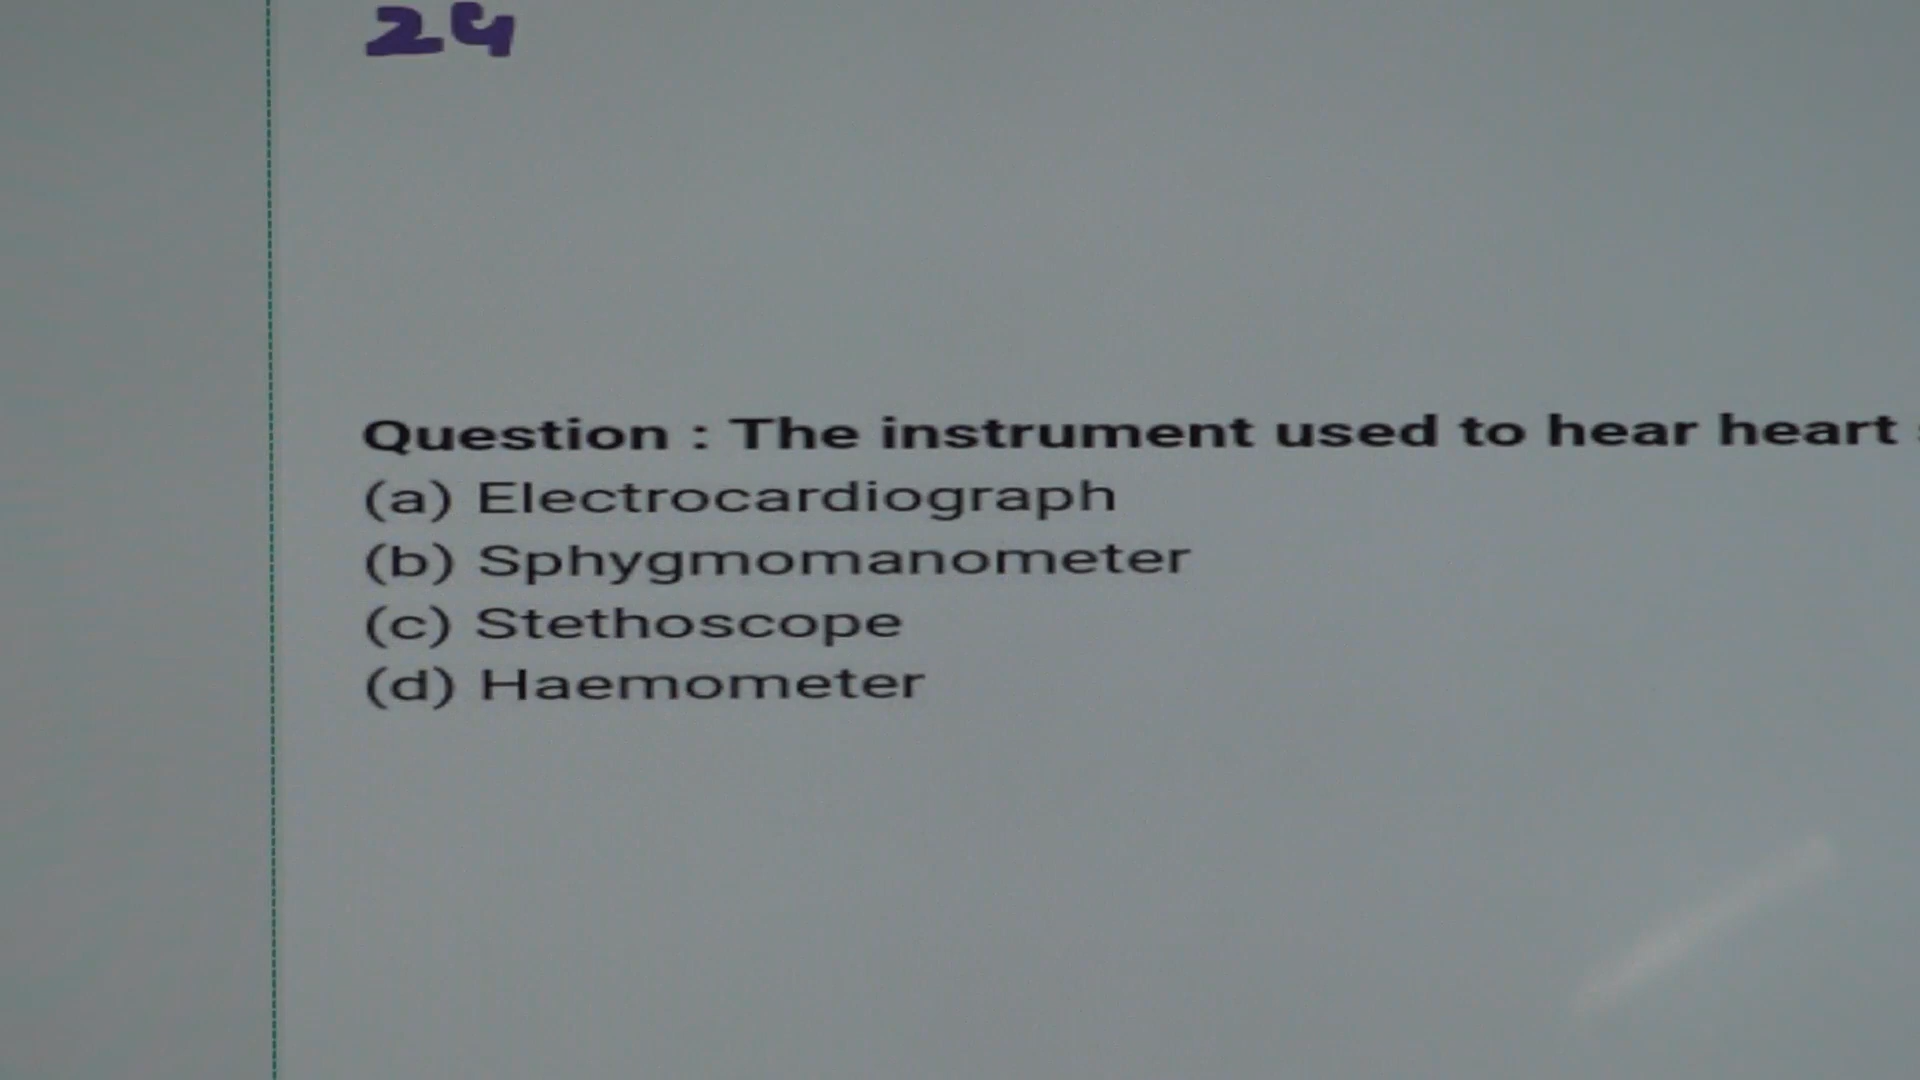 24
Question : The instrument used to hear heart
(a) Electrocardiograph
(b) Sphygmomanometer
(c) Stethoscope
(d) Haemometer